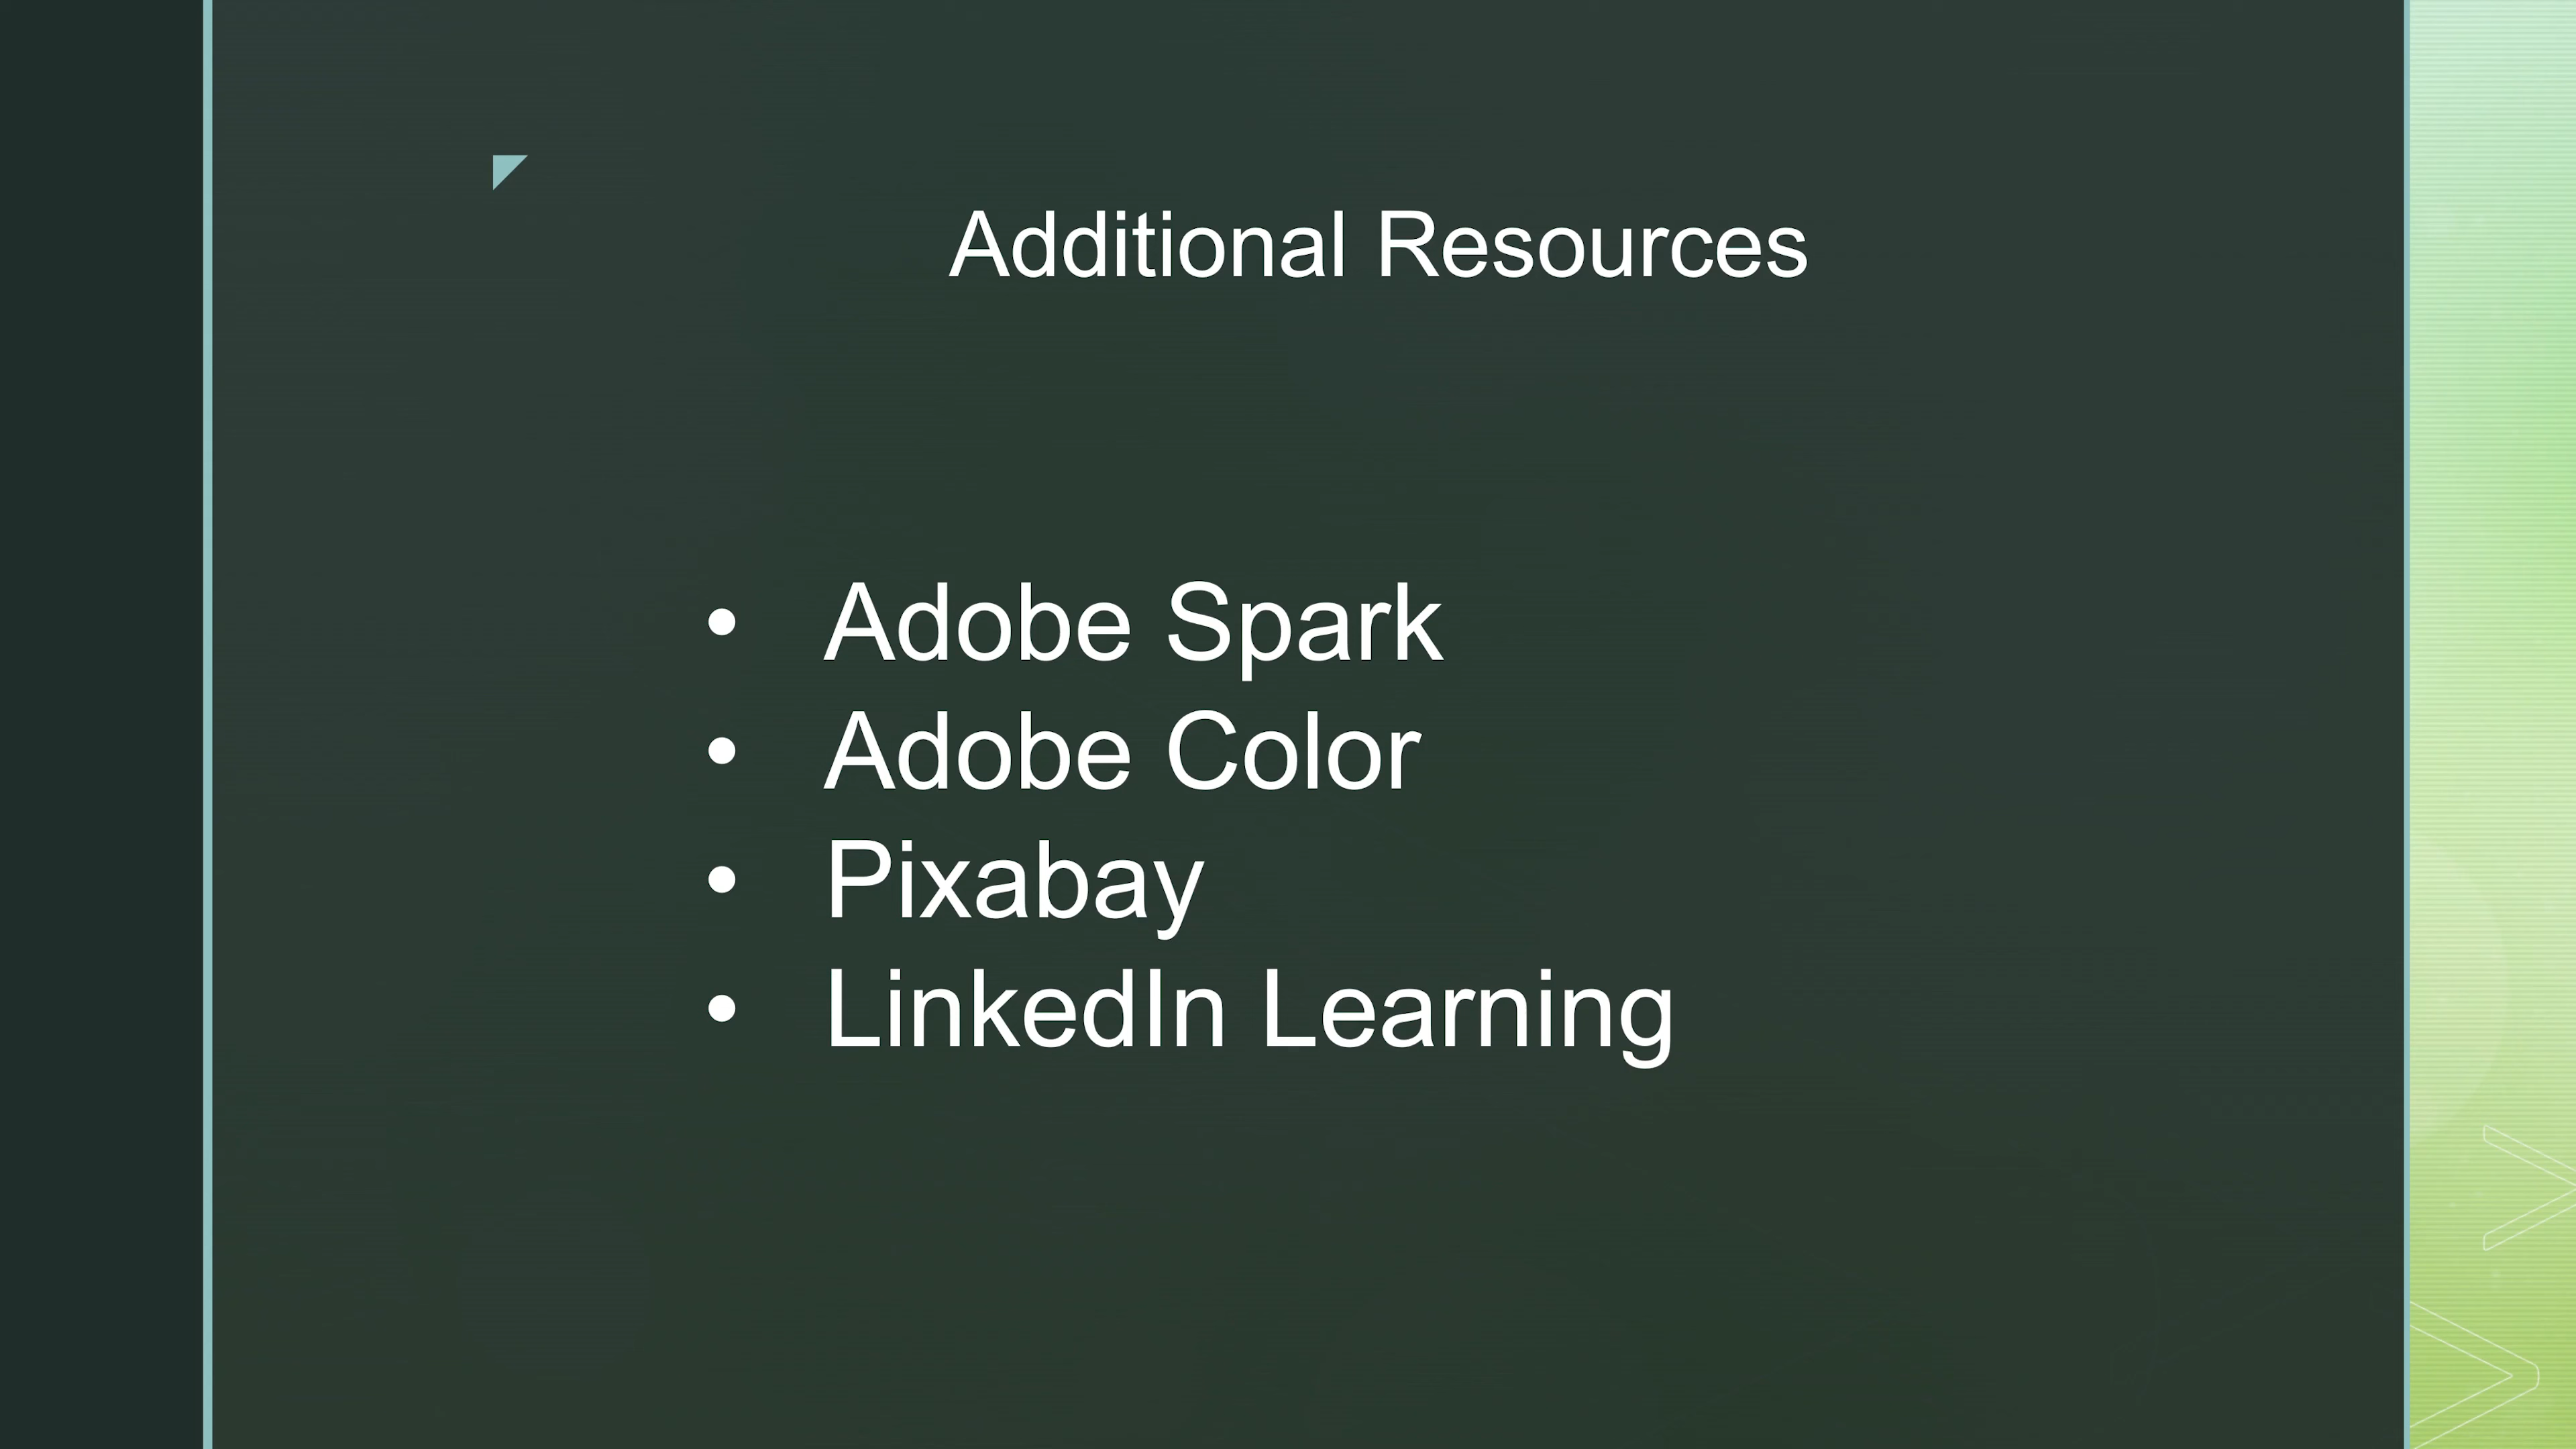 Additional Resources
• Adobe Spark
• Adobe Color
• Pixabay
• LinkedIn Learning